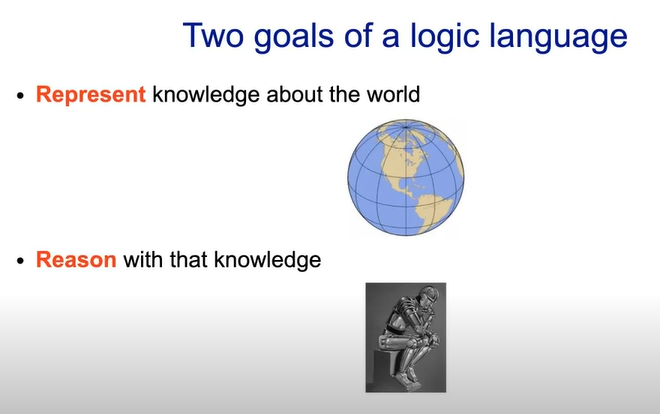 Two goals of a logic language
• Represent knowledge about the world
• Reason with that knowledge